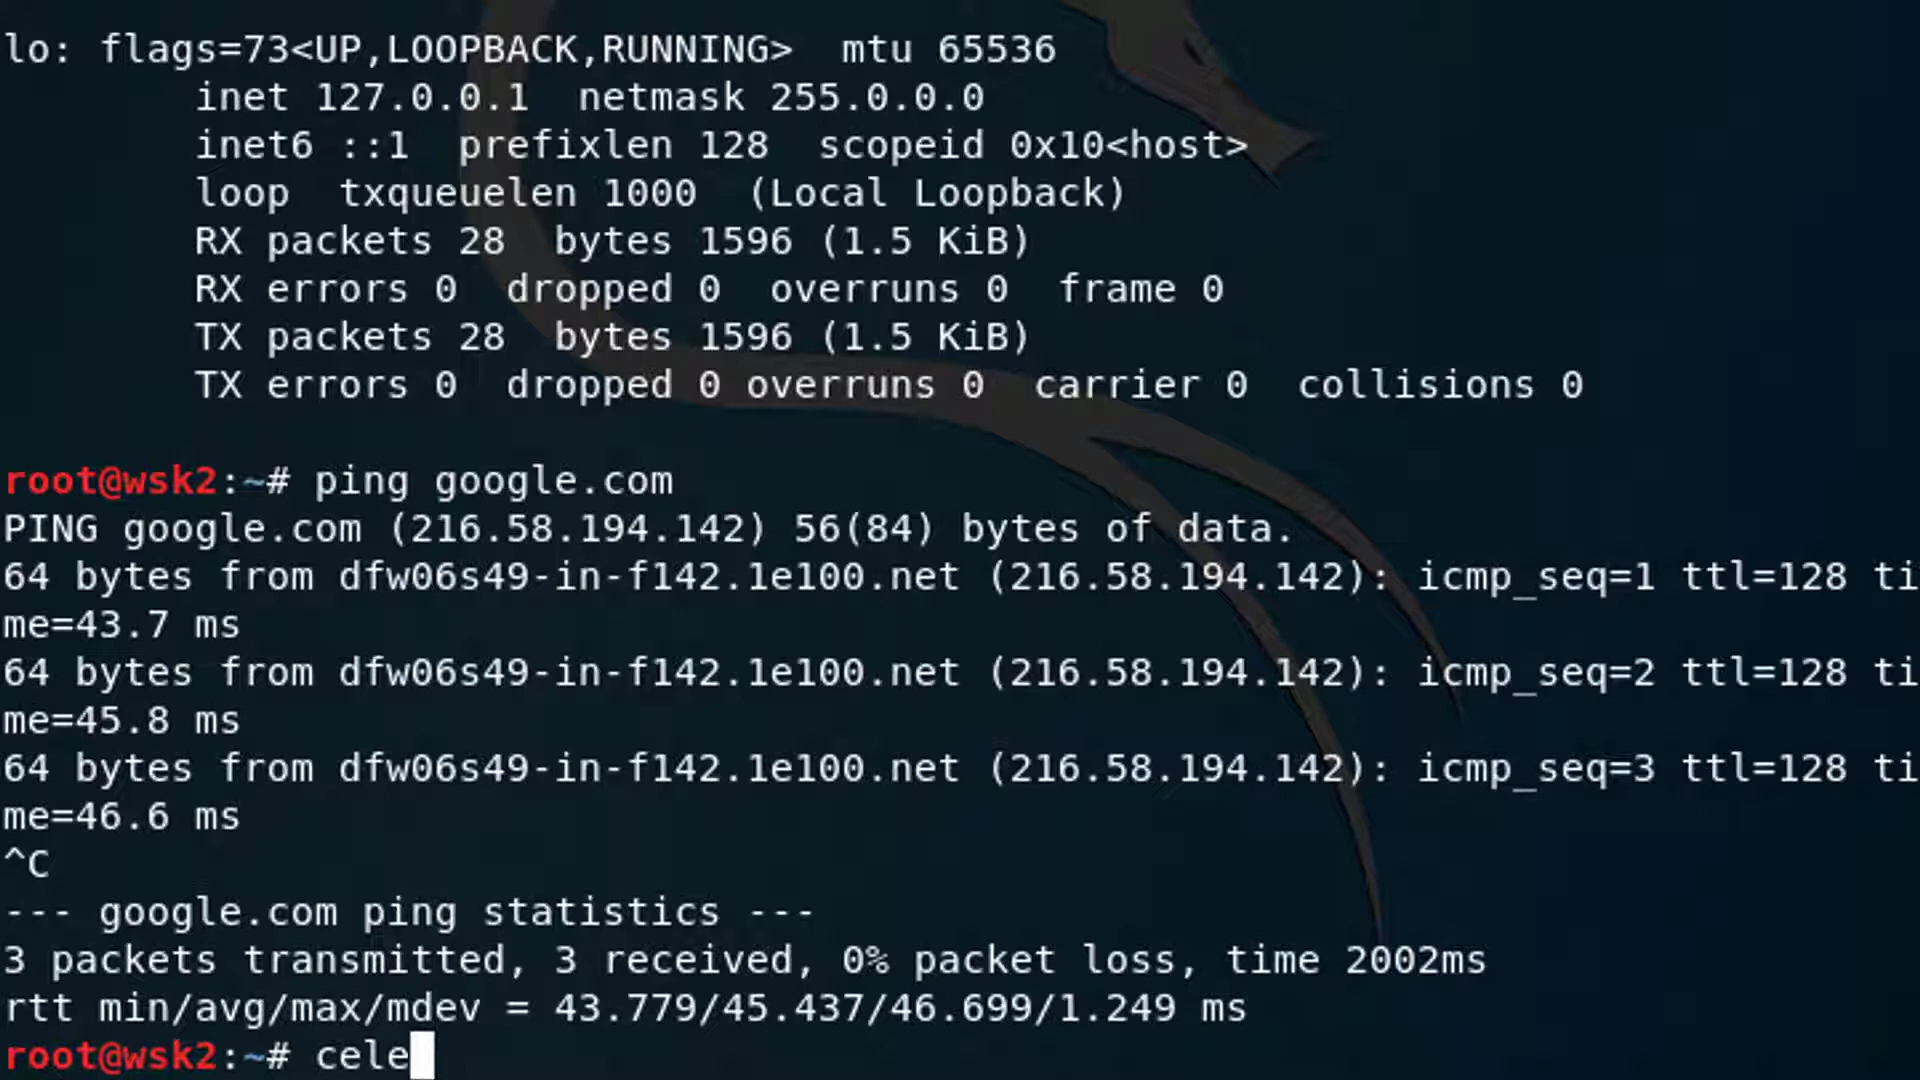 lo: flags=73<UP,LOOPBACK,RUNNING>  mtu 65536
        inet 127.0.0.1  netmask 255.0.0.0
        inet6 ::1  prefixlen 128  scopeid 0x10<host>
        loop  txqueuelen 1000  (Local Loopback)
        RX packets 28  bytes 1596 (1.5 KiB)
        RX errors 0  dropped 0  overruns 0  frame 0
        TX packets 28  bytes 1596 (1.5 KiB)
        TX errors 0  dropped 0 overruns 0  carrier 0  collisions 0

root@wsk2:~# ping google.com
PING google.com (216.58.194.142) 56(84) bytes of data.
64 bytes from dfw06s49-in-f142.1e100.net (216.58.194.142): icmp_seq=1 ttl=128 ti
me=43.7 ms
64 bytes from dfw06s49-in-f142.1e100.net (216.58.194.142): icmp_seq=2 ttl=128 ti
me=45.8 ms
64 bytes from dfw06s49-in-f142.1e100.net (216.58.194.142): icmp_seq=3 ttl=128 ti
me=46.6 ms
^C
--- google.com ping statistics ---
3 packets transmitted, 3 received, 0% packet loss, time 2002ms
rtt min/avg/max/mdev = 43.779/45.437/46.699/1.249 ms
root@wsk2:~# cele